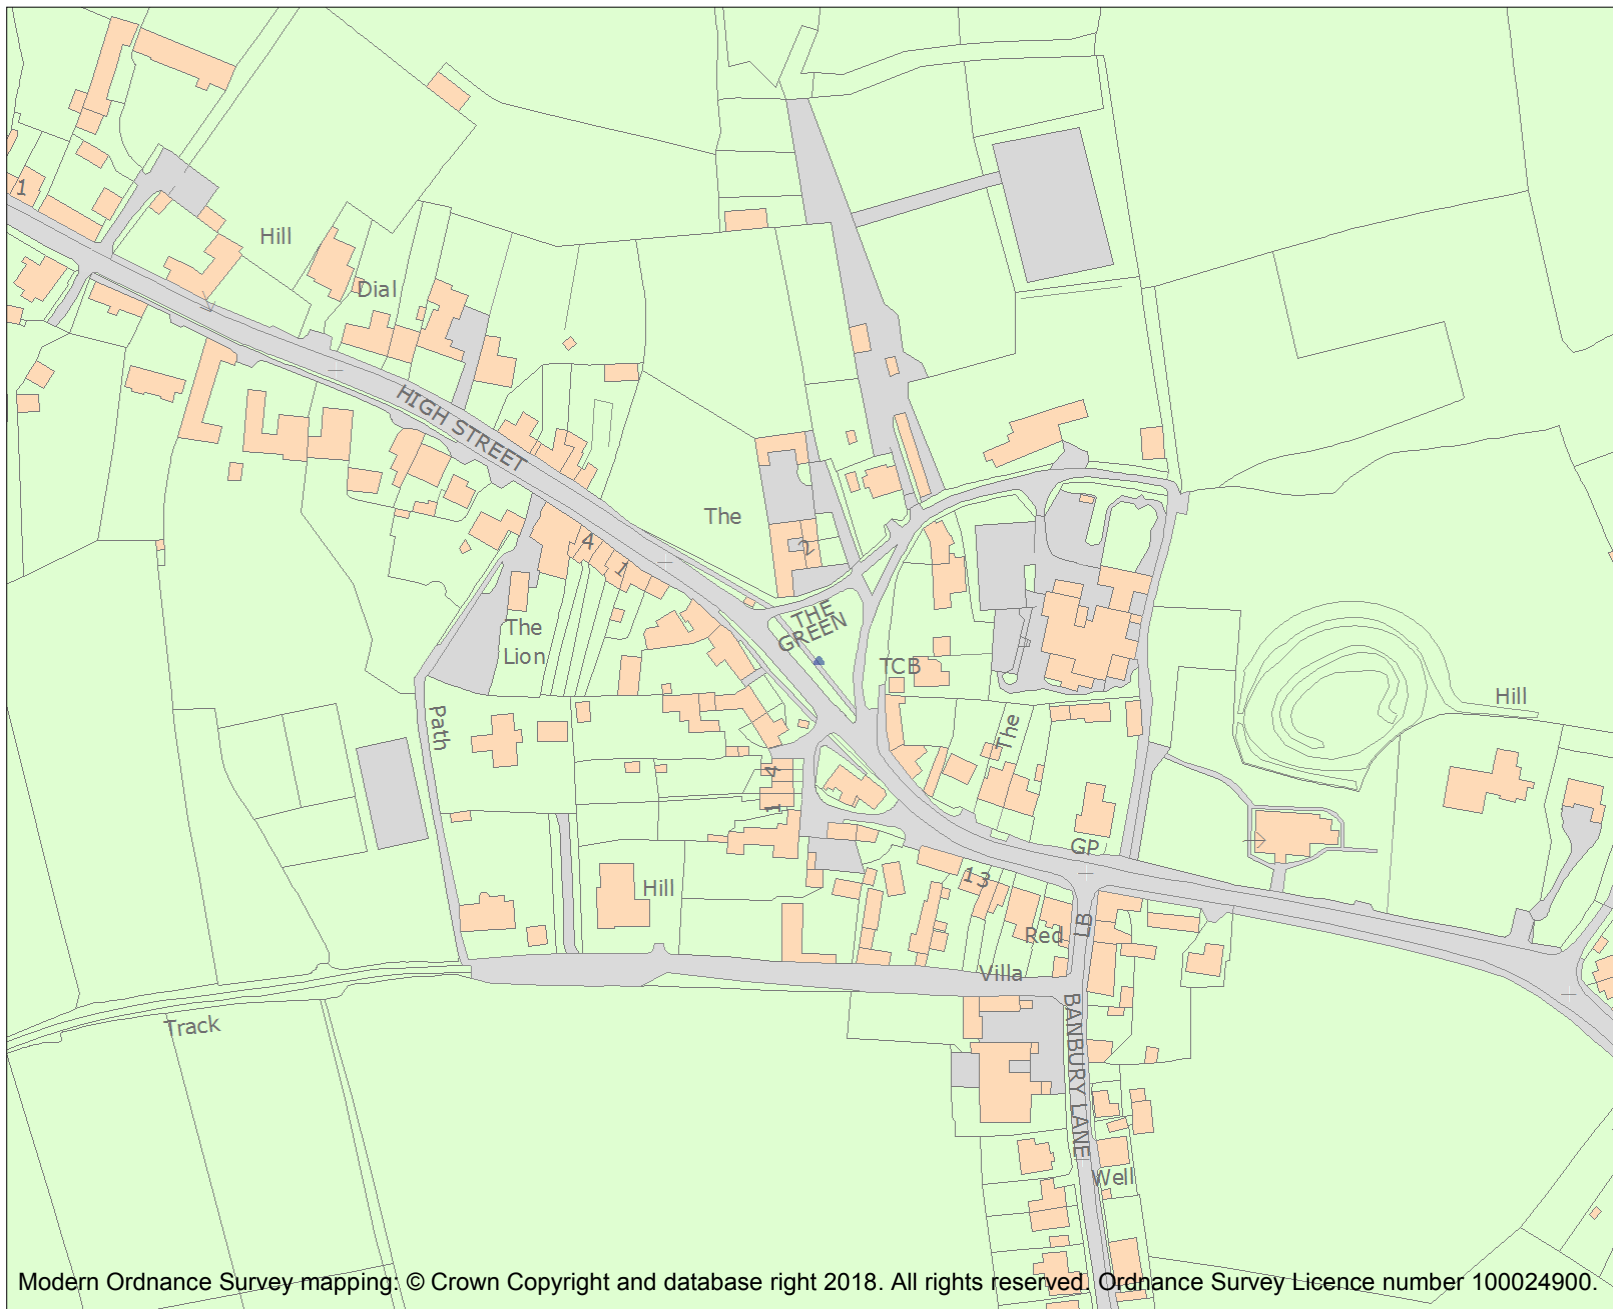 1
Hill
Dial
HIGH STREET
The
2
4
1
THE
GREEN
The
Lion
TCB
Path
The
Hill
4
1
GP
Hill
13
Red
LB
Villa
Track
BANBURY LANE
Well
Modern Ordnance Survey mapping: © Crown Copyright and database right 2018. All rights reserved. Ordnance Survey Licence number 100024900.